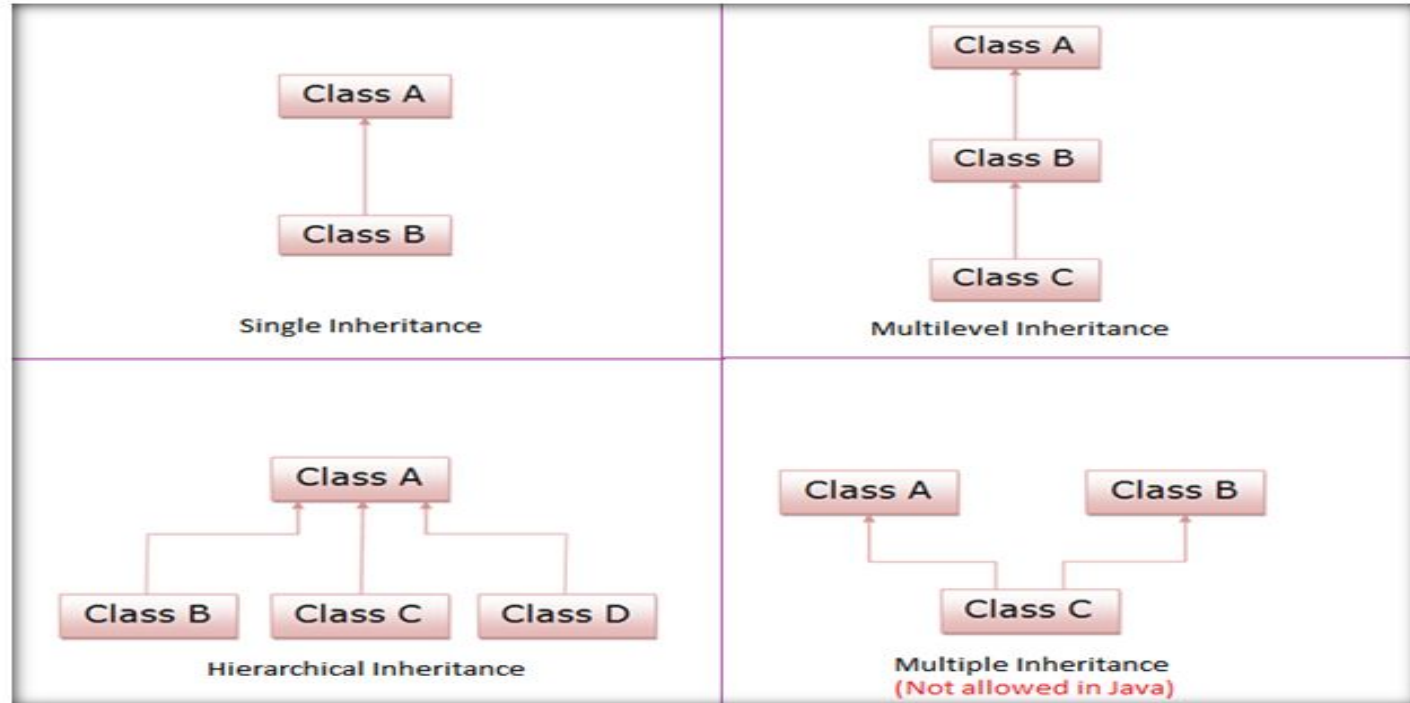 Class A
Class B
Single Inheritance
Class A
Class B
Class C
Multilevel Inheritance
Class A
Class B
Class C
Class D
Hierarchical Inheritance
Class A
Class B
Class C
Multiple Inheritance
(Not allowed in Java)